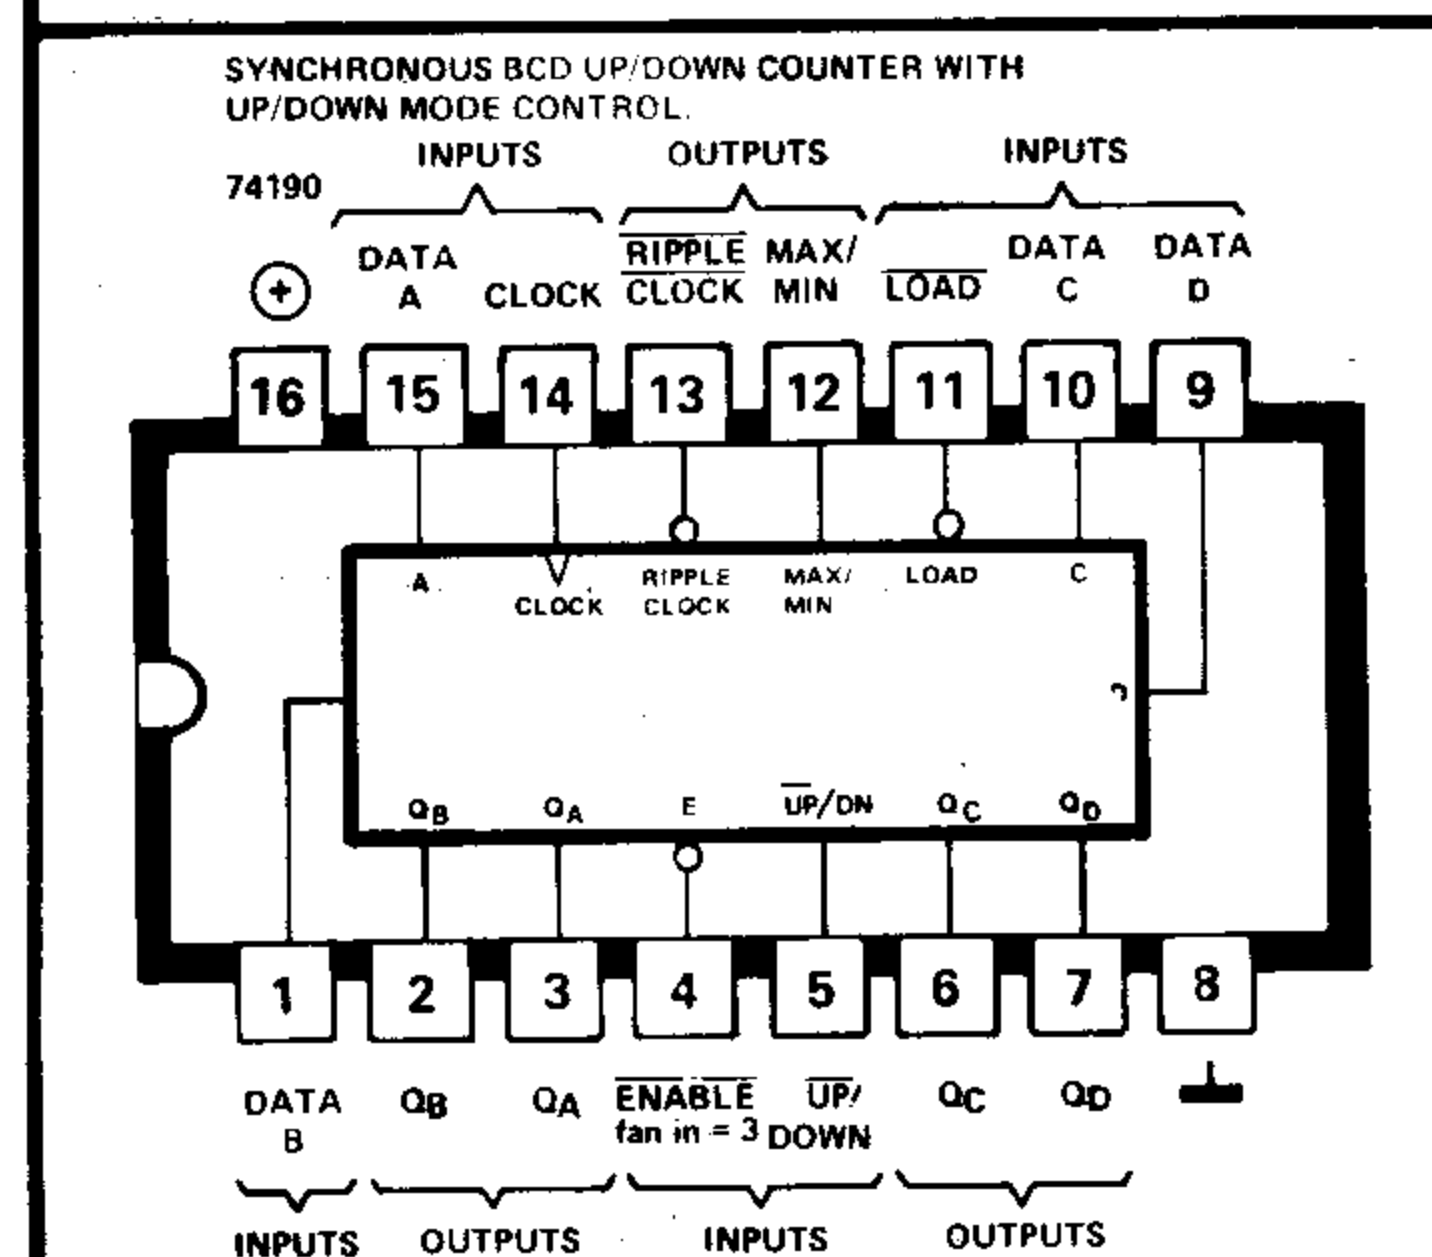 SYNCHRONOUS BCD UP/DOWN COUNTER WITH
UP/DOWN MODE CONTROL.
INPUTS OUTPUTS INPUTS
74190
DATA RIPPLE MAX/ DATA DATA
+ A CLOCK CLOCK MIN LOAD C D
16 15 14 13 12 11 10 9
A RIPPLE MAX/ LOAD C
CLOCK CLOCK MIN
QB QA E UP/DN QC QD
1 2 3 4 5 6 7 8
DATA QB QA ENABLE UP/ QC QD
B fan in = 3 DOWN
INPUTS OUTPUTS INPUTS OUTPUTS